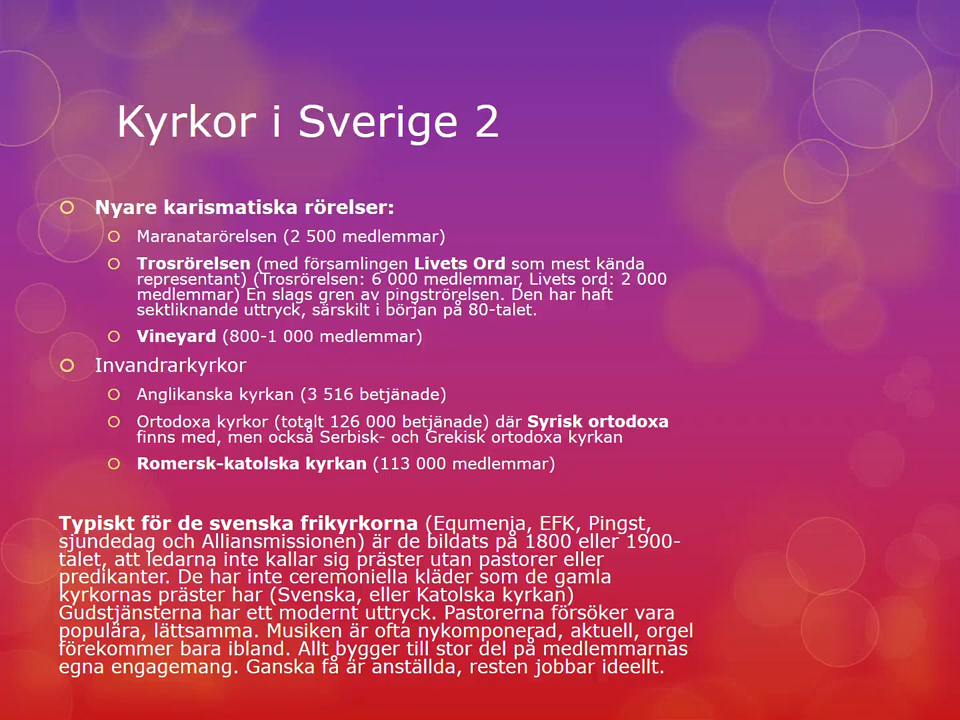 Kyrkor i Sverige 2
Nyare karismatiska rörelser:
Maranatarörelsen (2 500 medlemmar)
Trosrörelsen (med församlingen Livets Ord som mest kända
representant) (Trosrörelsen: 6 000 medlemmar, Livets ord: 2 000
medlemmar) En slags gren av pingströrelsen. Den har haft
sektliknande uttryck, särskilt i början på 80-talet.
Vineyard (800-1 000 medlemmar)
Invandrarkyrkor
Anglikanska kyrkan (3 516 betjänade)
Ortodoxa kyrkor (totalt 126 000 betjänade) där Syrisk ortodoxa
finns med, men också Serbisk- och Grekisk ortodoxa kyrkan
Romersk-katolska kyrkan (113 000 medlemmar)
Typiskt för de svenska frikyrkorna (Equmenia, EFK, Pingst,
sjundedag och Alliansmissionen) är de bildats på 1800 eller 1900-
talet, att ledarna inte kallar sig präster utan pastorer eller
predikanter. De har inte ceremoniella kläder som de gamla
kyrkornas präster har (Svenska, eller Katolska kyrkan)
Gudstjänsterna har ett modernt uttryck. Pastorerna försöker vara
populära, lättsamma. Musiken är ofta nykomponerad, aktuell, orgel
förekommer bara ibland. Allt bygger till stor del på medlemmarnas
egna engagemang. Ganska få är anställda, resten jobbar ideellt.